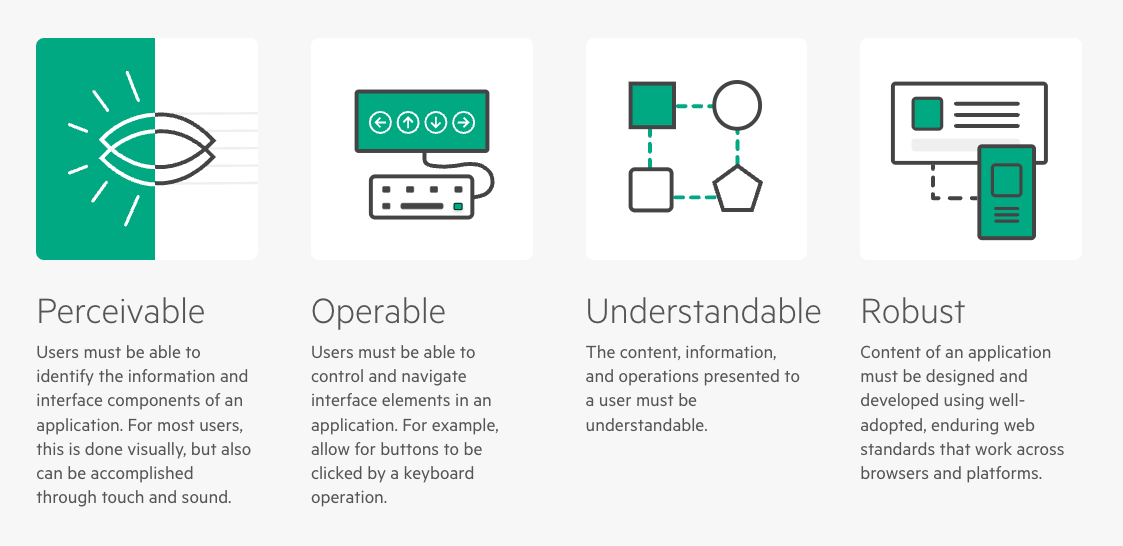 Perceivable
Users must be able to
identify the information and
interface components of an
application. For most users,
this is done visually, but also
can be accomplished
through touch and sound.
Operable
Users must be able to
control and navigate
interface elements in an
application. For example,
allow for buttons to be
clicked by a keyboard
operation.
Understandable
The content, information,
and operations presented to
a user must be
understandable.
Robust
Content of an application
must be designed and
developed using well-
adopted, enduring web
standards that work across
browsers and platforms.